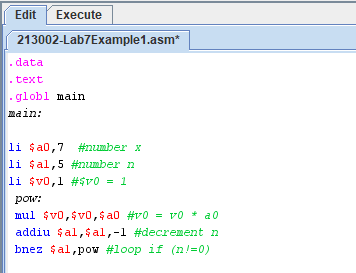 Edit Execute
213002-Lab7Example1.asm*
.data
.text
.globl main
main:
li $a0,7 #number x
li $a1,5 #number n
li $v0,1 #$v0 = 1
pow:
mul $v0,$v0,$a0 #v0 = v0 * a0
addiu $a1,$a1,-1 #decrement n
bnez $a1,pow #loop if (n!=0)